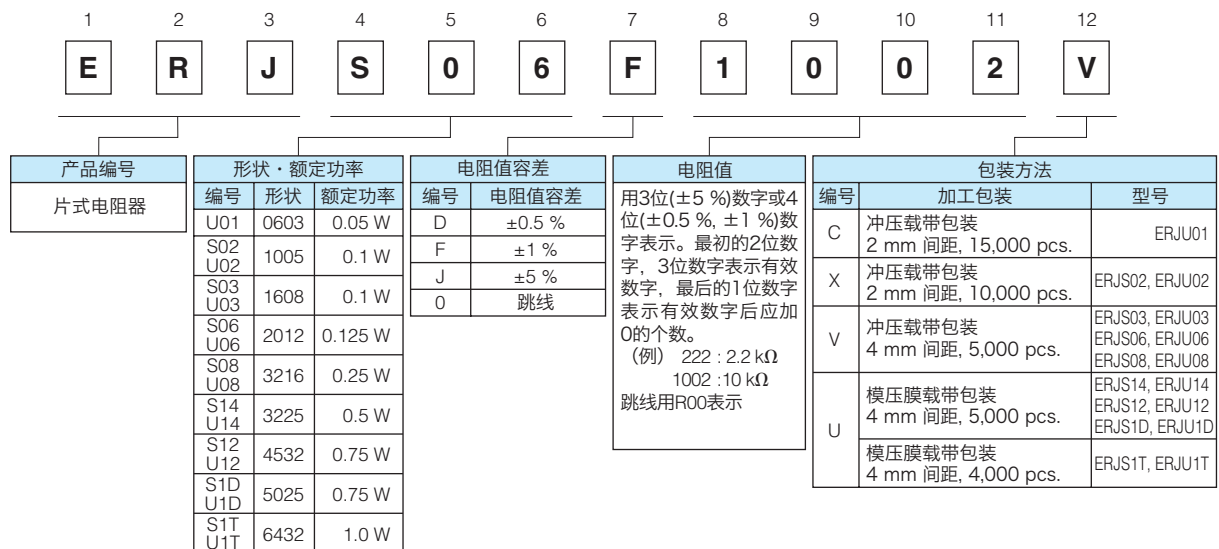 1 2 3 4 5 6 7 8 9 10 11 12
E R J S 0 6 F 1 0 0 2 V
产品编号
片式电阻器
形状・额定功率
编号 形状 额定功率
U01 0603 0.05 W
S02
U02 1005 0.1 W
S03
U03 1608 0.1 W
S06
U06 2012 0.125 W
S08
U08 3216 0.25 W
S14
U14 3225 0.5 W
S12
U12 4532 0.75 W
S1D
U1D 5025 0.75 W
S1T
U1T 6432 1.0 W
电阻值容差
编号 电阻值容差
D ±0.5 %
F ±1 %
J ±5 %
0 跳线
电阻值
用3位(±5 %)数字或4
位(±0.5 %, ±1 %)数
字表示。最初的2位数
字，3位数字表示有效
数字，最后的1位数字
表示有效数字后应加
0的个数。
（例） 222 : 2.2 kΩ
1002 :10 kΩ
跳线用R00表示
包装方法
编号 加工包装 型号
C 冲压载带包装
2 mm 间距, 15,000 pcs. ERJU01
X 冲压载带包装
2 mm 间距, 10,000 pcs. ERJS02, ERJU02
V 冲压载带包装
4 mm 间距, 5,000 pcs.
ERJS03, ERJU03
ERJS06, ERJU06
ERJS08, ERJU08
U 模压膜载带包装
4 mm 间距, 5,000 pcs.
ERJS14, ERJU14
ERJS12, ERJU12
ERJS1D, ERJU1D
模压膜载带包装
4 mm 间距, 4,000 pcs. ERJS1T, ERJU1T